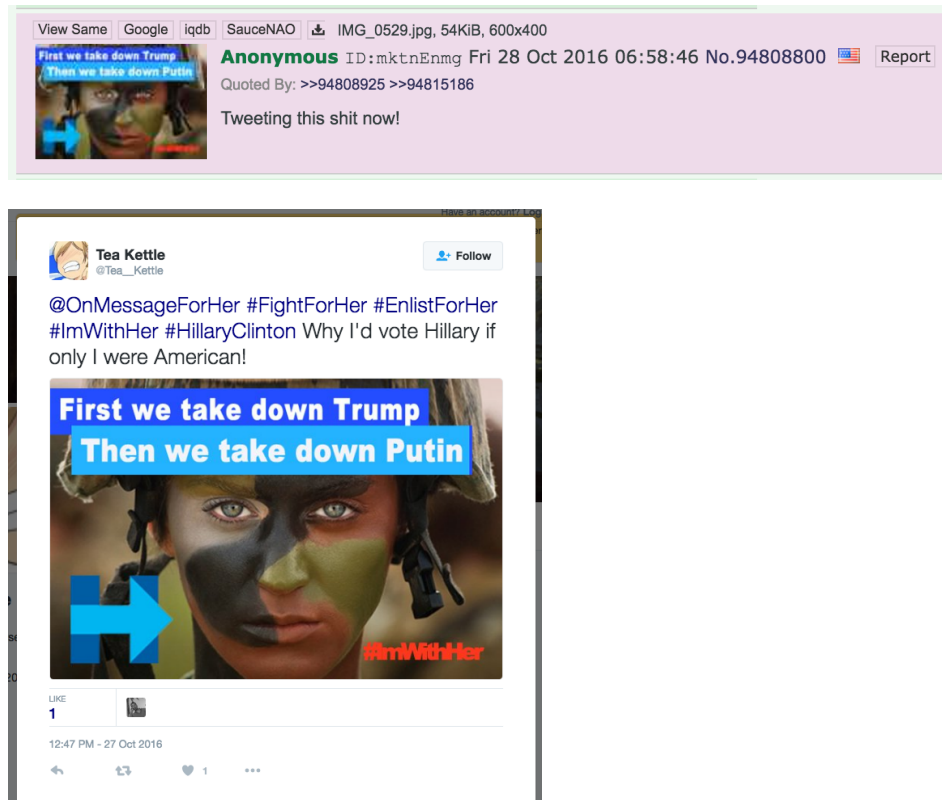 View Same Google iqdb SauceNAO IMG_0529.jpg, 54KiB, 600x400
Anonymous ID:mktnEnmg Fri 28 Oct 2016 06:58:46 No.94808800 Report
Quoted By: >>94808925 >>94815186
Tweeting this shit now!
First we take down Trump
Then we take down Putin
#ImWithHer
Have an account? Log
Tea Kettle
@Tea__Kettle
Follow
@OnMessageForHer #FightForHer #EnlistForHer
#ImWithHer #HillaryClinton Why I'd vote Hillary if
only I were American!
First we take down Trump
Then we take down Putin
#ImWithHer
LIKE
1
12:47 PM - 27 Oct 2016
1